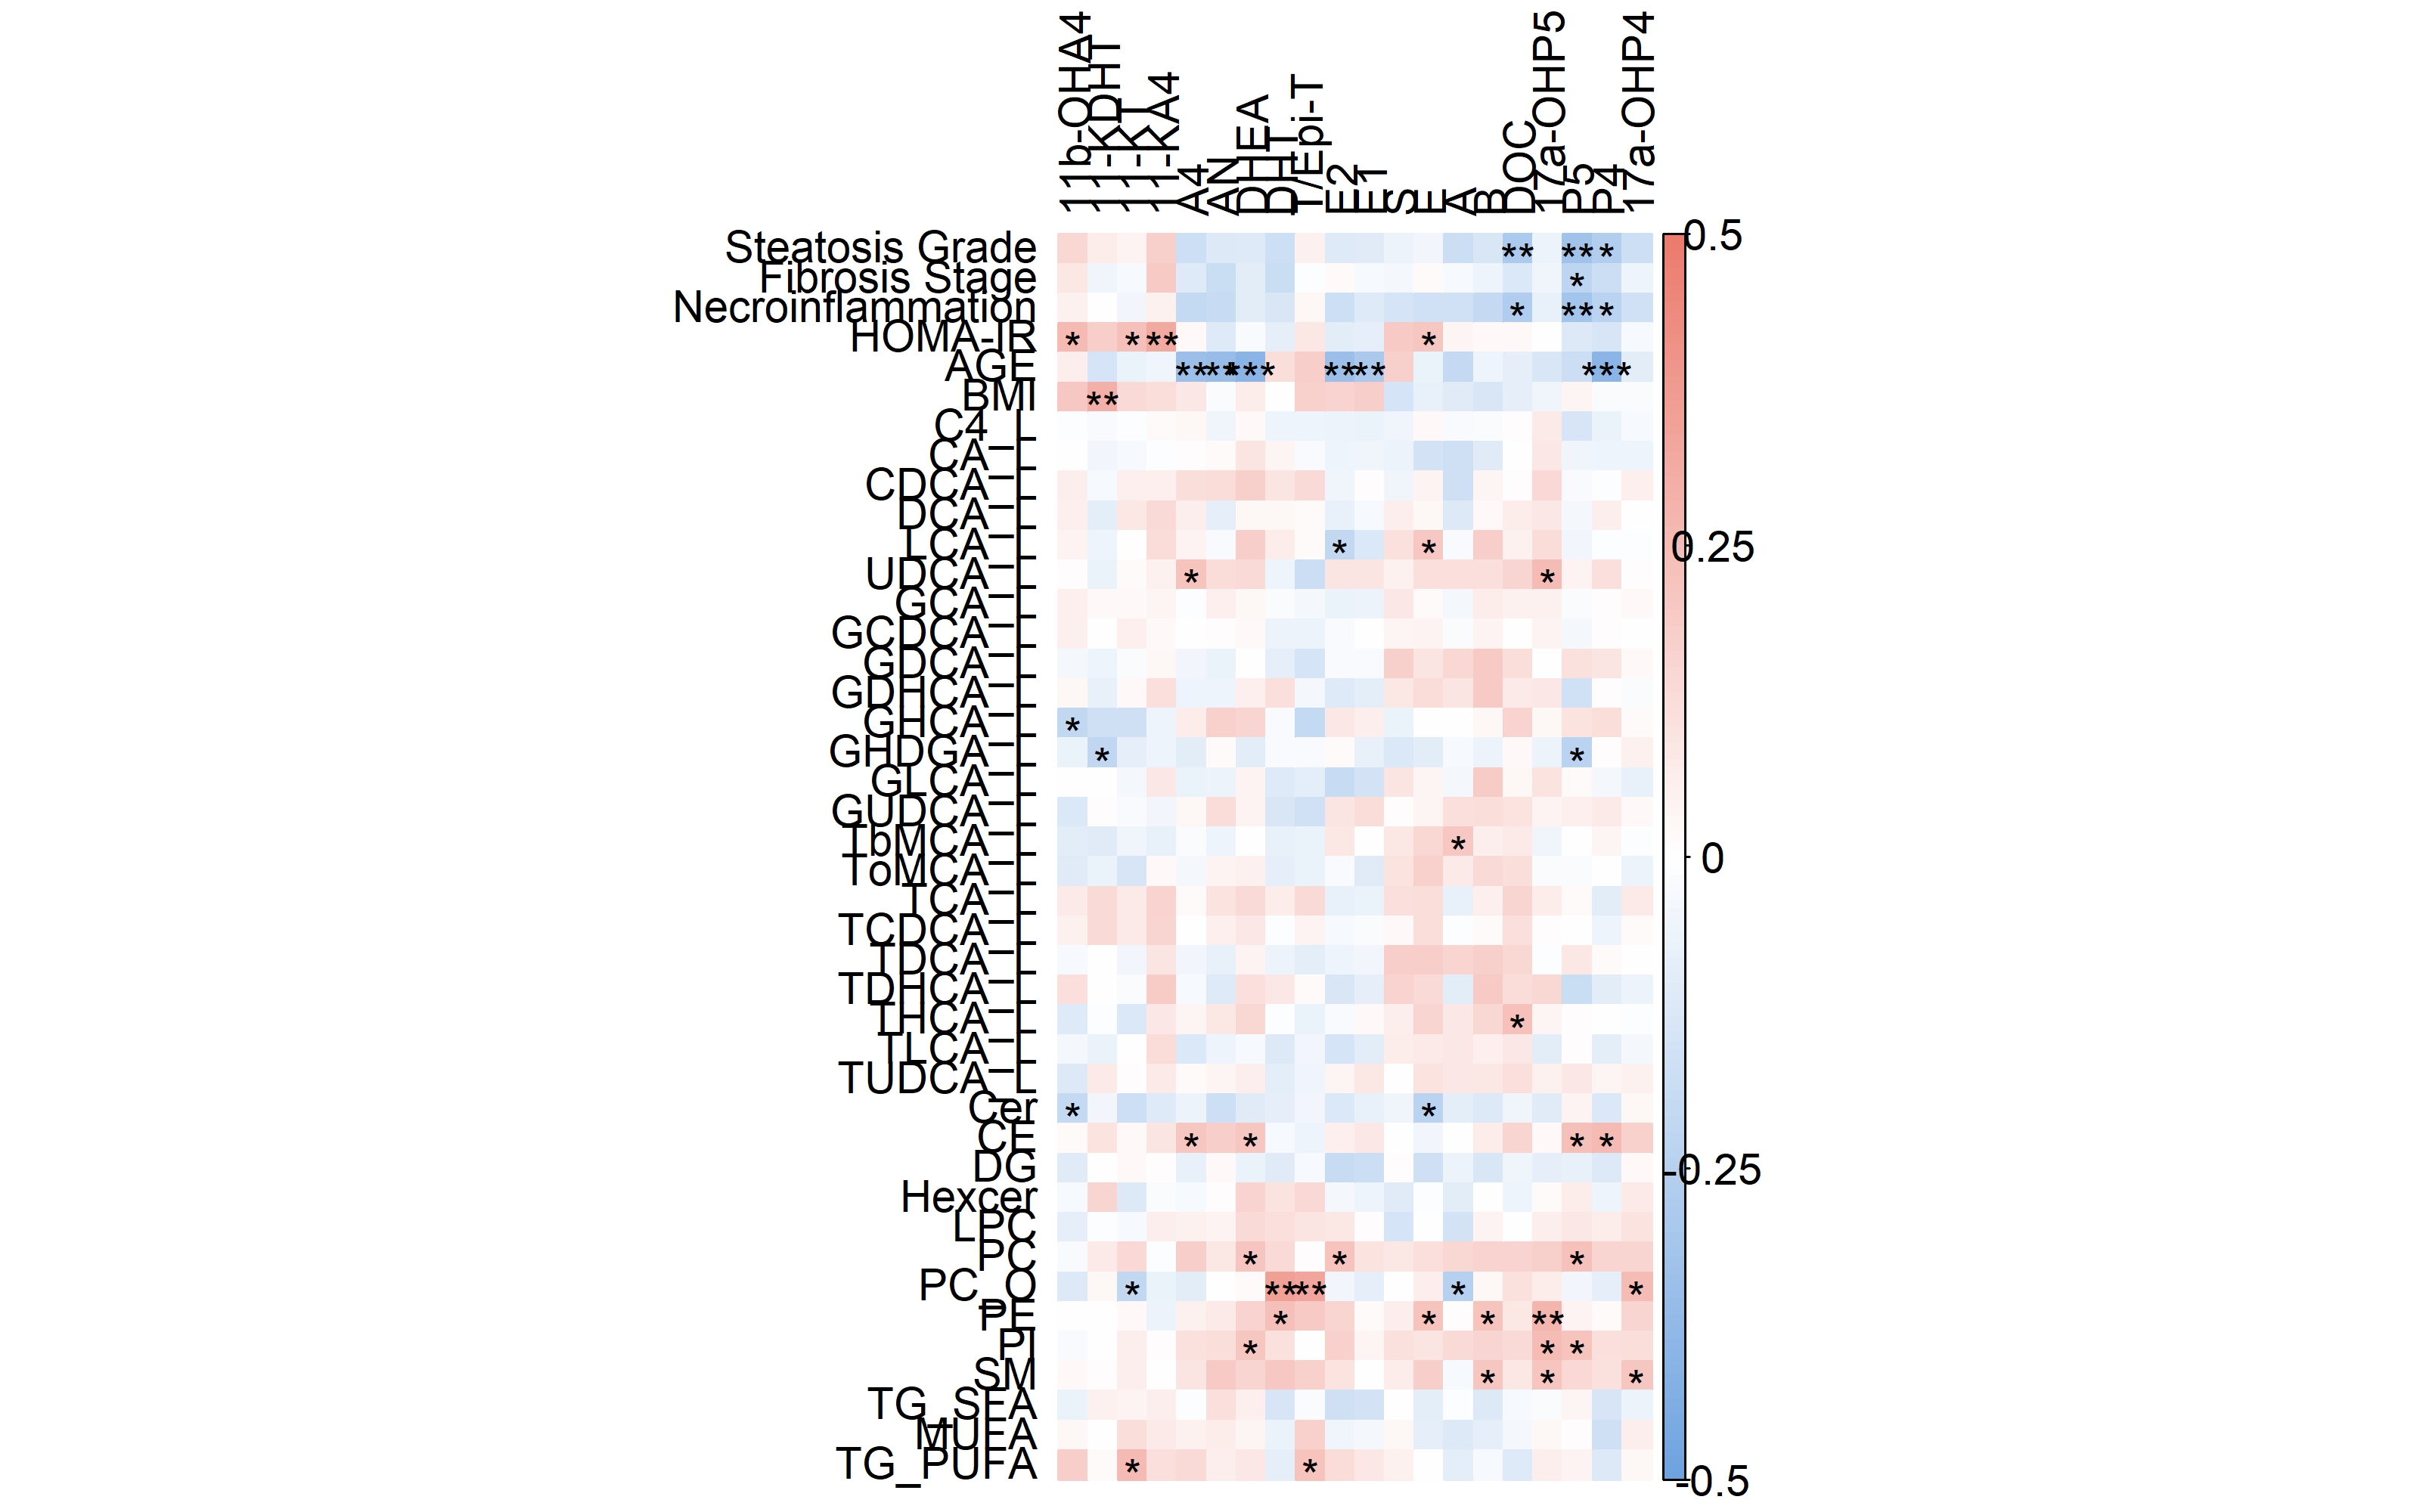 11b-OHA4
11-KDHT
11-KT
11-KA4
A4
AN
DHEA
DHT
T/Epi-T
E2
E1
S
E
A
B
DOC
17a-OHP5
P5
P4
17a-OHP4
Steatosis Grade ** ** *
Fibrosis Stage *
Necroinflammation * ** *
HOMA-IR * * ** *
AGE ** ** *** ** ** ***
BMI **
C4_L
CA_L
CDCA_L
DCA_L
LCA_L * *
UDCA_L * *
GCA_L
GCDCA_L
GDCA_L
GDHCA_L
GHCA_L *
GHDGA_L * *
GLCA_L
GUDCA_L
TbMCA_L *
ToMCA_L
TCA_L
TCDCA_L
TDCA_L
TDHCA_L
THCA_L *
TLCA_L
TUDCA_L
Cer * *
CE * * * *
DG
Hexcer
LPC
PC * * *
PC_O * ** ** * *
PE * * * **
PI * * *
SM * * *
TG_SFA
MUFA
TG_PUFA * *
0.5
0.25
0
-0.25
-0.5